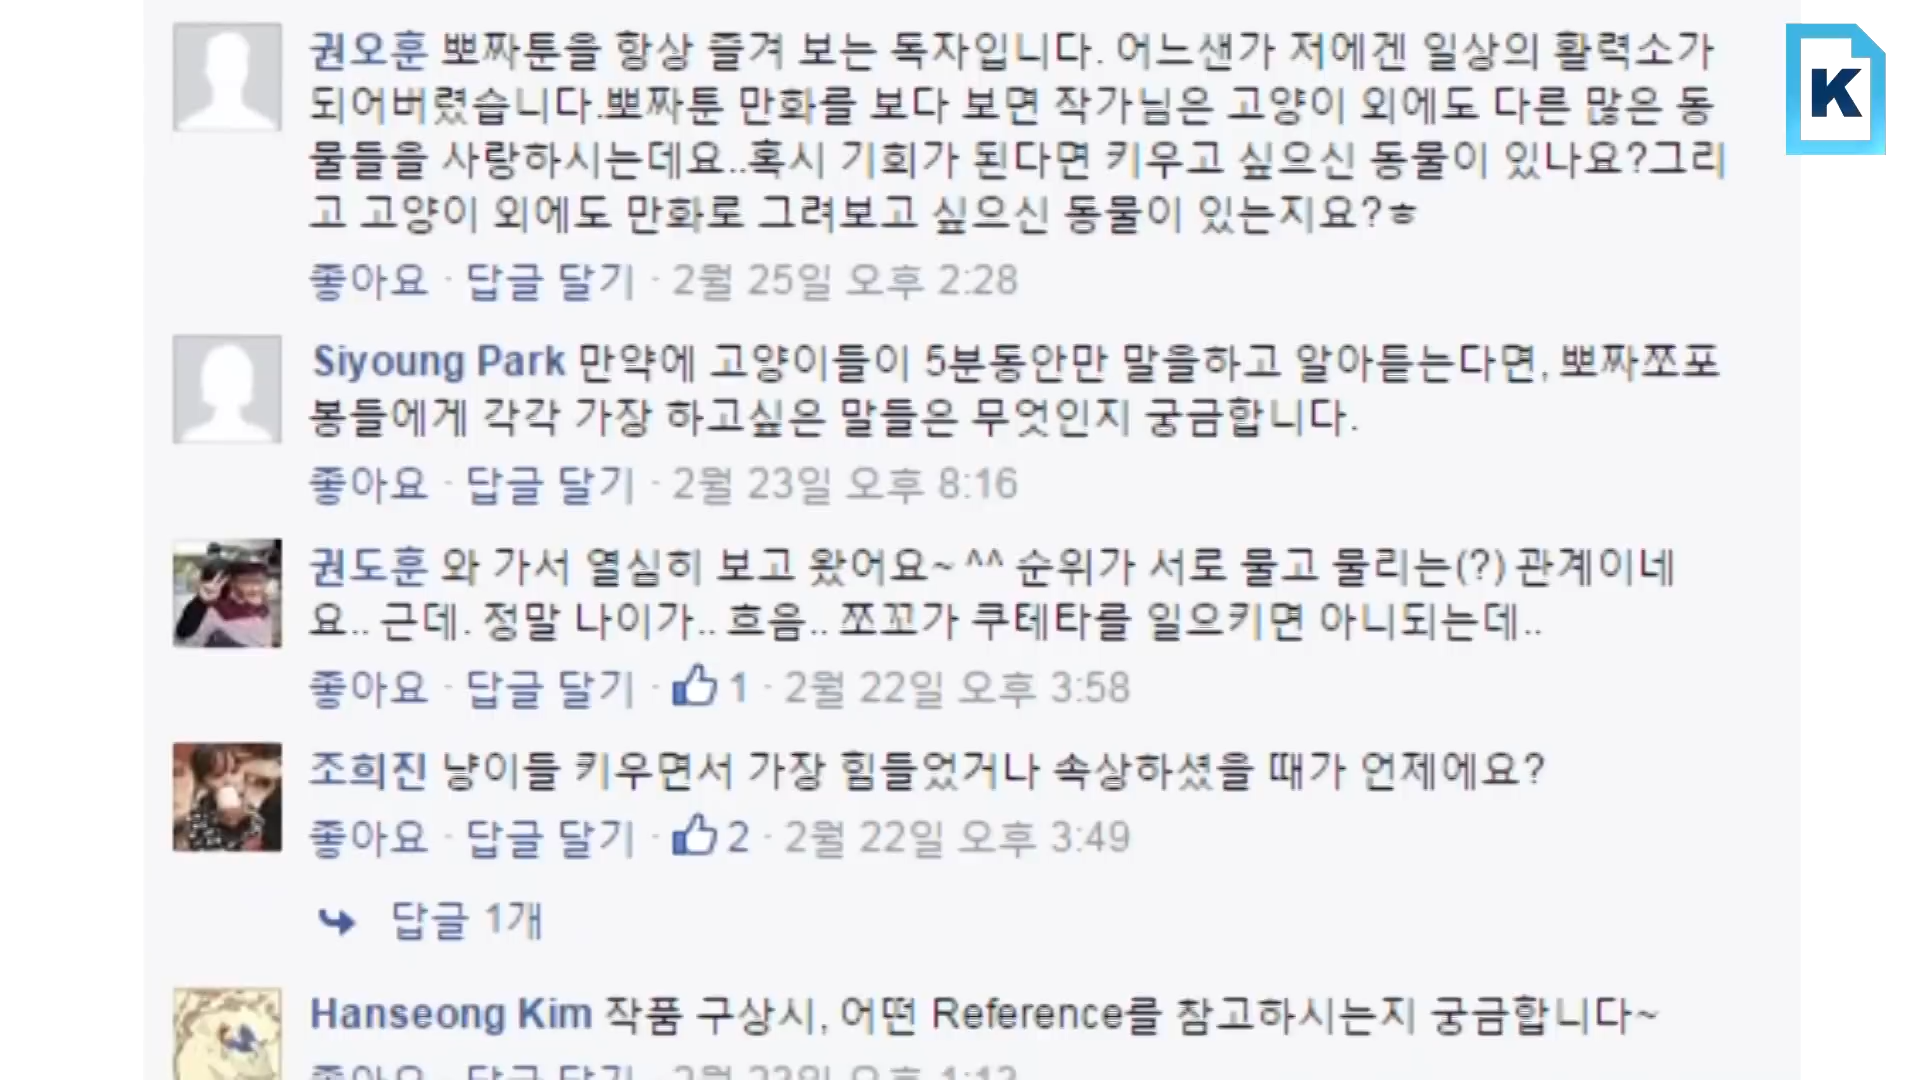 권오훈 뽀짜툰을 항상 즐겨 보는 독자입니다. 어느샌가 저에겐 일상의 활력소가
되어버렸습니다.뽀짜툰 만화를 보다 보면 작가님은 고양이 외에도 다른 많은 동
물들을 사랑하시는데요..혹시 기회가 된다면 키우고 싶으신 동물이 있나요?그리
고 고양이 외에도 만화로 그려보고 싶으신 동물이 있는지요?ㅎ
좋아요 · 답글 달기 · 2월 25일 오후 2:28
Siyoung Park 만약에 고양이들이 5분동안만 말을하고 알아듣는다면, 뽀짜쪼포
봉들에게 각각 가장 하고싶은 말들은 무엇인지 궁금합니다.
좋아요 · 답글 달기 · 2월 23일 오후 8:16
권도훈 와 가서 열심히 보고 왔어요~ ^^ 순위가 서로 물고 물리는(?) 관계이네
요.. 근데. 정말 나이가.. 흐음.. 쪼꼬가 쿠테타를 일으키면 아니되는데..
좋아요 · 답글 달기 · 1 · 2월 22일 오후 3:58
조희진 냥이들 키우면서 가장 힘들었거나 속상하셨을 때가 언제에요?
좋아요 · 답글 달기 · 2 · 2월 22일 오후 3:49
답글 1개
Hanseong Kim 작품 구상시, 어떤 Reference를 참고하시는지 궁금합니다~
좋아요 · 답글 달기 · 2월 23일 오후 1:13
K